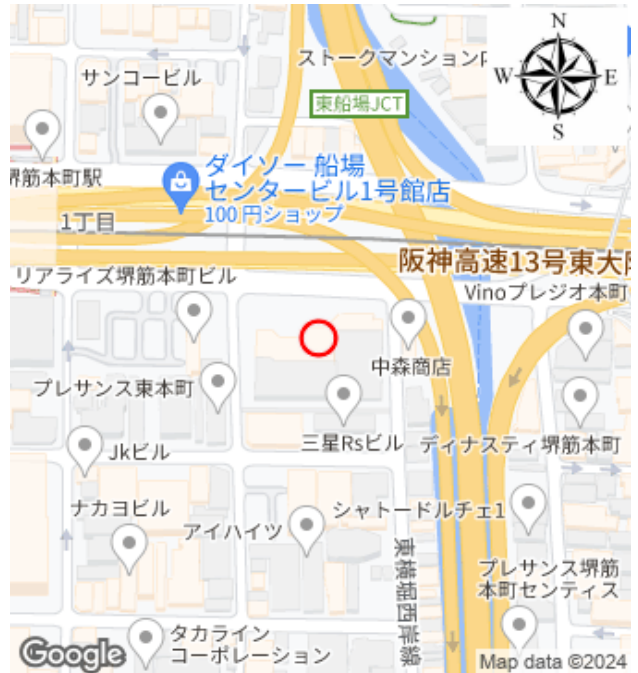 N
W
E
S
ストークマンション内
サンコービル
東船場JCT
堺筋本町駅
ダイソー 船場
センタービル1号館店
100 円ショップ
1丁目
阪神高速13号東大阪
リアライズ堺筋本町ビル
Vinoプレジオ本町
中森商店
プレサンス東本町
三星Rsビル
ディナスティ堺筋本町
Jkビル
シャトードルチェ1
ナカヨビル
アイハイツ
東横堀西岸線
プレサンス堺筋
本町センティス
タカライン
コーポレーション
Google
Map data ©2024